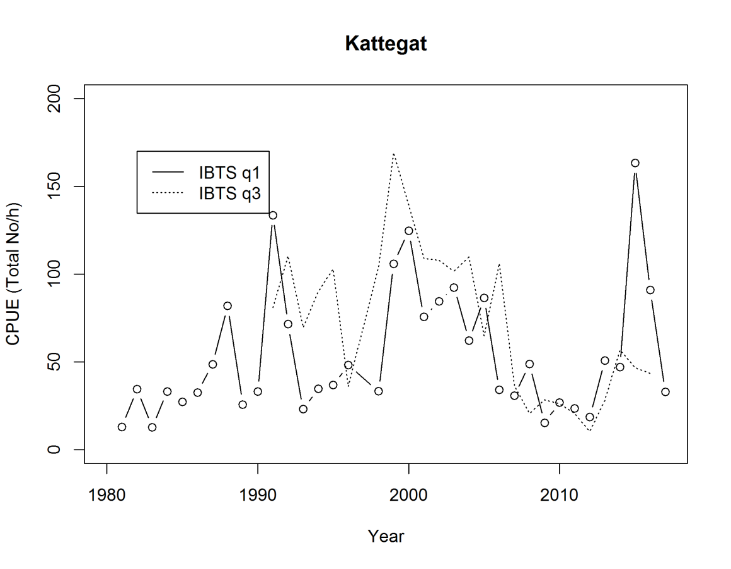 Kattegat
200
150
100
50
0
CPUE (Total No/h)
IBTS q1
IBTS q3
1980 1990 2000 2010
Year